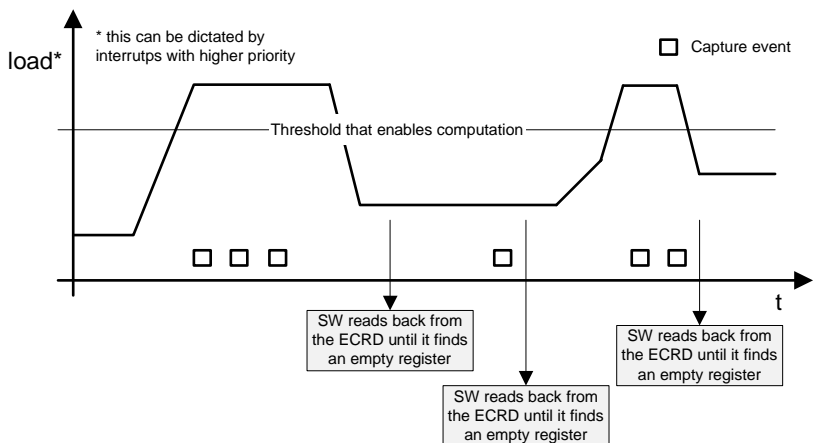 * this can be dictated by
interrutps with higher priority
Capture event
load*
Threshold that enables computation
t
SW reads back from
the ECRD until it finds
an empty register
SW reads back from
the ECRD until it finds
an empty register
SW reads back from
the ECRD until it finds
an empty register